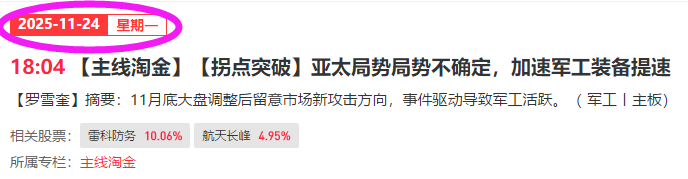 2025-11-24 星期一
18:04 【主线淘金】【拐点突破】亚太局势局势不确定，加速军工装备提速
【罗雪奎】摘要：11月底大盘调整后留意市场新攻击方向，事件驱动导致军工活跃。（军工丨主板）
相关股票： 雷科防务 10.06% 航天长峰 4.95%
所属专栏：主线淘金